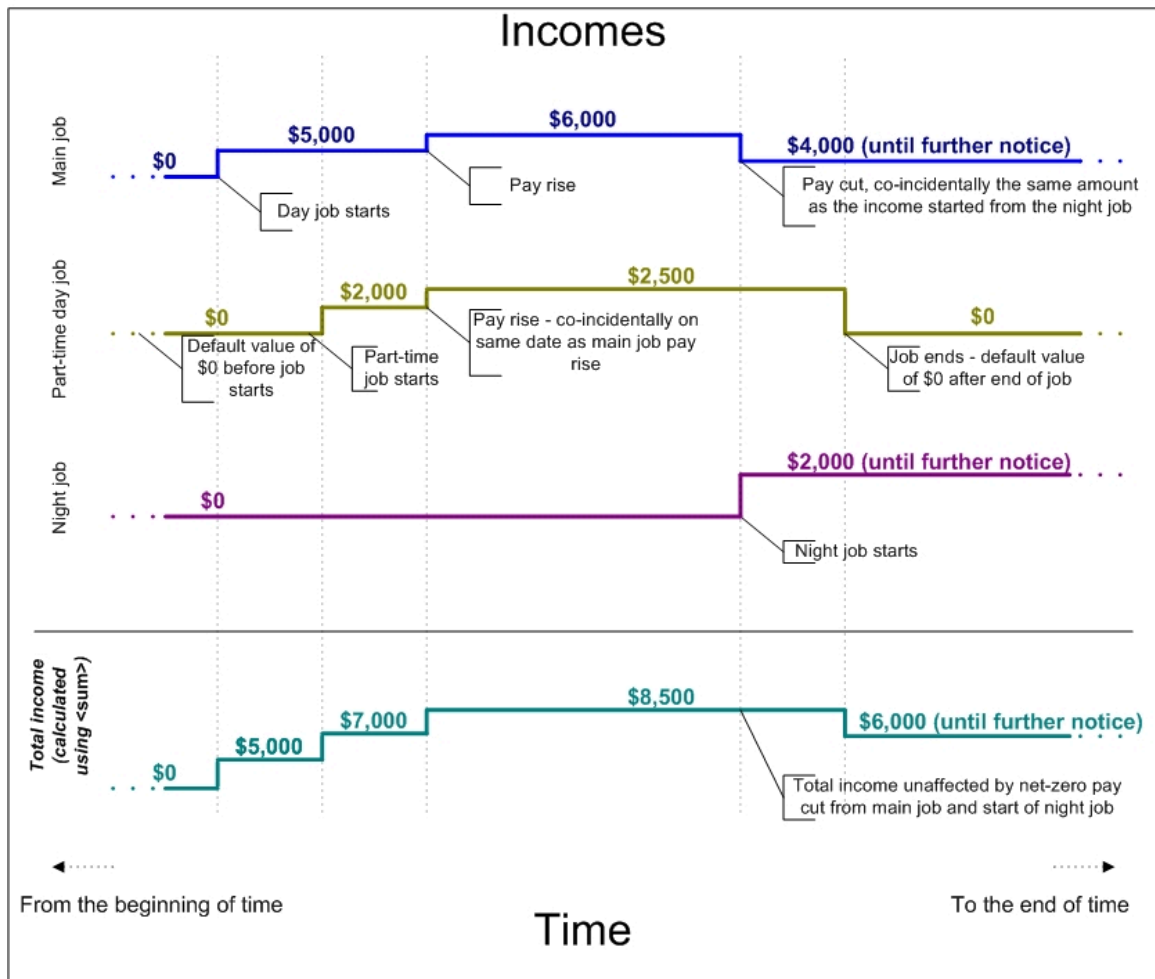 Incomes
Main job
$0
$5,000
$6,000
$4,000 (until further notice)
Day job starts
Pay rise
Pay cut, co-incidentally the same amount
as the income started from the night job
Part-time day job
$0
$2,000
$2,500
$0
Default value of
$0 before job
starts
Part-time
job starts
Pay rise - co-incidentally on
same date as main job pay
rise
Job ends - default value
of $0 after end of job
Night job
$0
$2,000 (until further notice)
Night job starts
Total income
(calculated
using <sum>)
$0
$5,000
$7,000
$8,500
$6,000 (until further notice)
Total income unaffected by net-zero pay
cut from main job and start of night job
From the beginning of time
To the end of time
Time